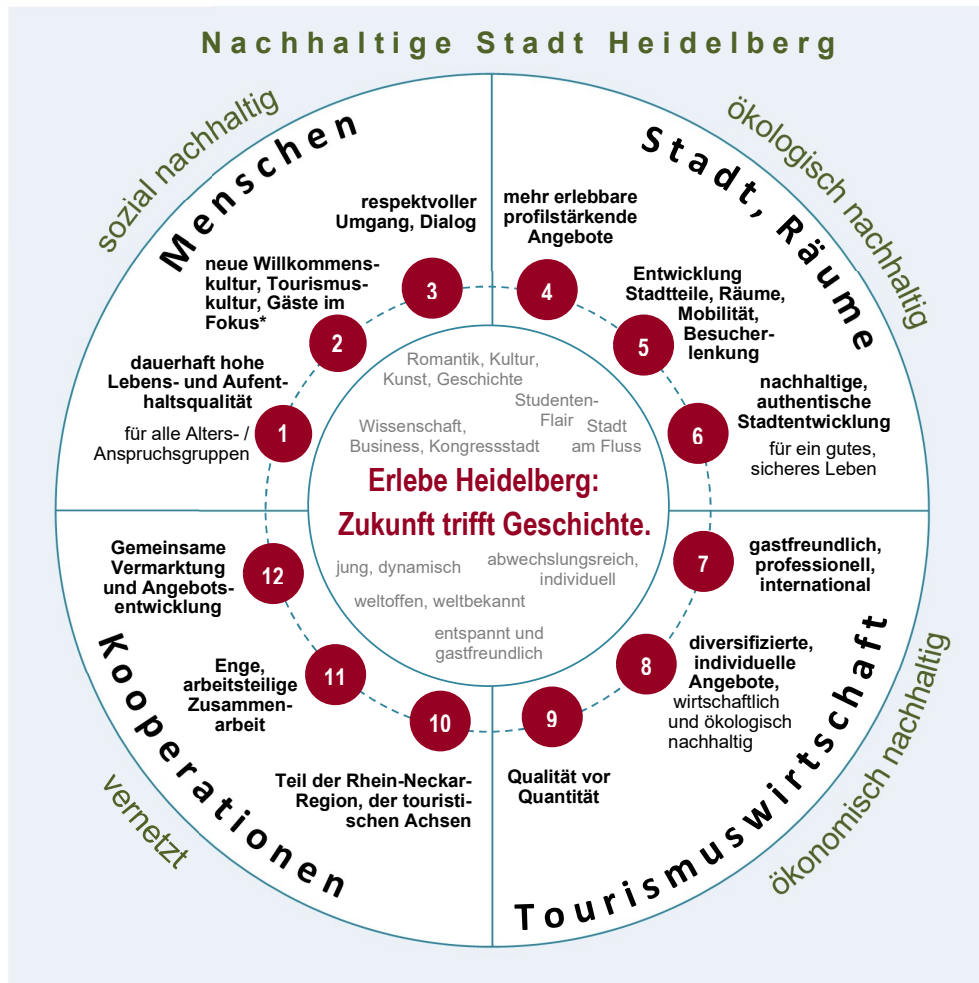 Nachhaltige Stadt Heidelberg
sozial nachhaltig
Menschen
respektvoller
Umgang, Dialog
3
neue Willkommens-
kultur, Tourismus-
kultur, Gäste im
Fokus*
2
dauerhaft hohe
Lebens- und Aufent-
haltsqualität
für alle Alters- /
Anspruchsgruppen
1
ökologisch nachhaltig
Stadt, Räume
mehr erlebbare
profilstärkende
Angebote
4
Entwicklung
Stadtteile, Räume,
Mobilität,
Besucher-
lenkung
5
nachhaltige,
authentische
Stadtentwicklung
für ein gutes,
sicheres Leben
6
Romantik, Kultur,
Kunst, Geschichte
Studenten-
Flair
Wissenschaft,
Business, Kongressstadt
Stadt
am Fluss
Erlebe Heidelberg:
Zukunft trifft Geschichte.
jung, dynamisch
abwechslungsreich,
individuell
weltoffen, weltbekannt
entspannt und
gastfreundlich
7
gastfreundlich,
professionell,
international
8
diversifizierte,
individuelle
Angebote,
wirtschaftlich
und ökologisch
nachhaltig
9
Qualität vor
Quantität
Tourismuswirtschaft
ökonomisch nachhaltig
10
Teil der Rhein-Neckar-
Region, der touristi-
schen Achsen
11
Enge,
arbeitsteilige
Zusammen-
arbeit
12
Gemeinsame
Vermarktung
und Angebots-
entwicklung
Kooperationen
vernetzt